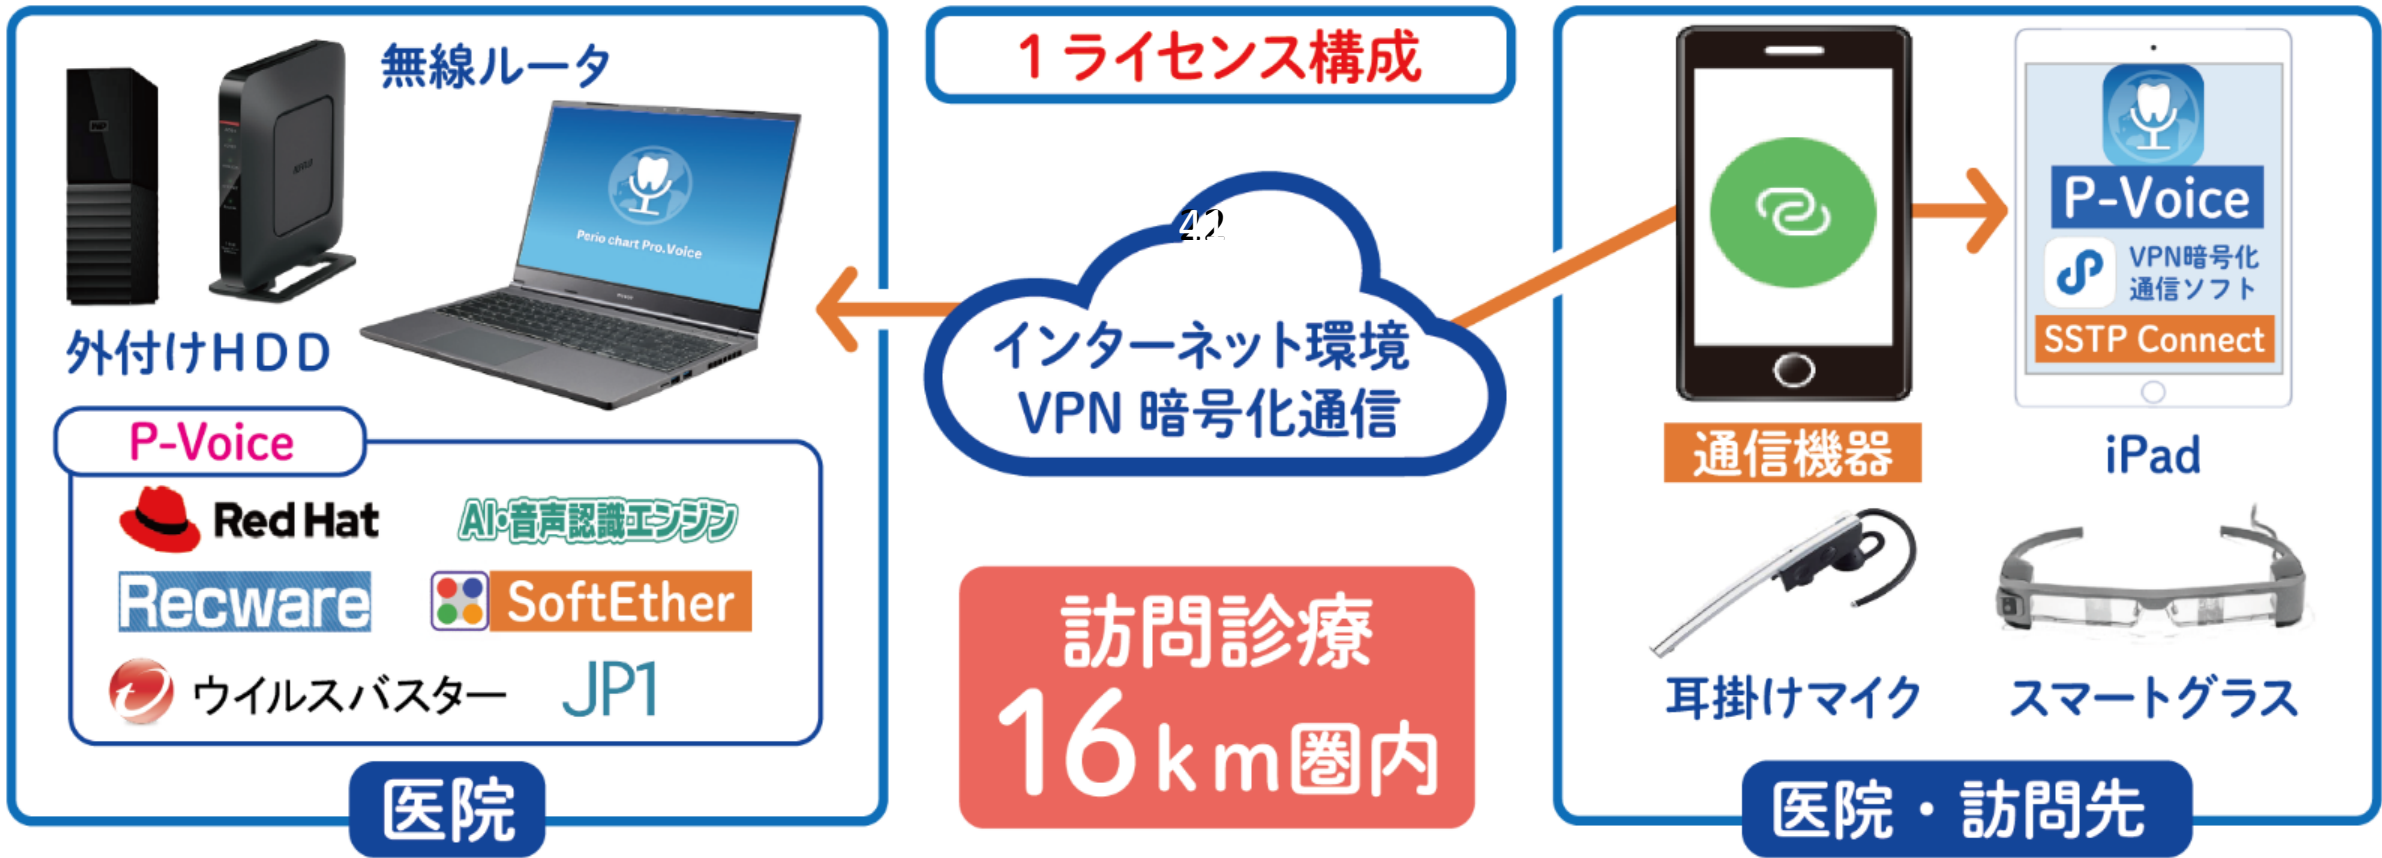 無線ルータ
Perio chart Pro.Voice
外付けHDD
P-Voice
Red Hat
AI・音声認識エンジン
Recware
SoftEther
ウイルスバスター
JP1
医院
1 ライセンス構成
42
インターネット環境
VPN 暗号化通信
訪問診療
16km圏内
P-Voice
VPN暗号化
通信ソフト
SSTP Connect
通信機器
iPad
耳掛けマイク
スマートグラス
医院・訪問先